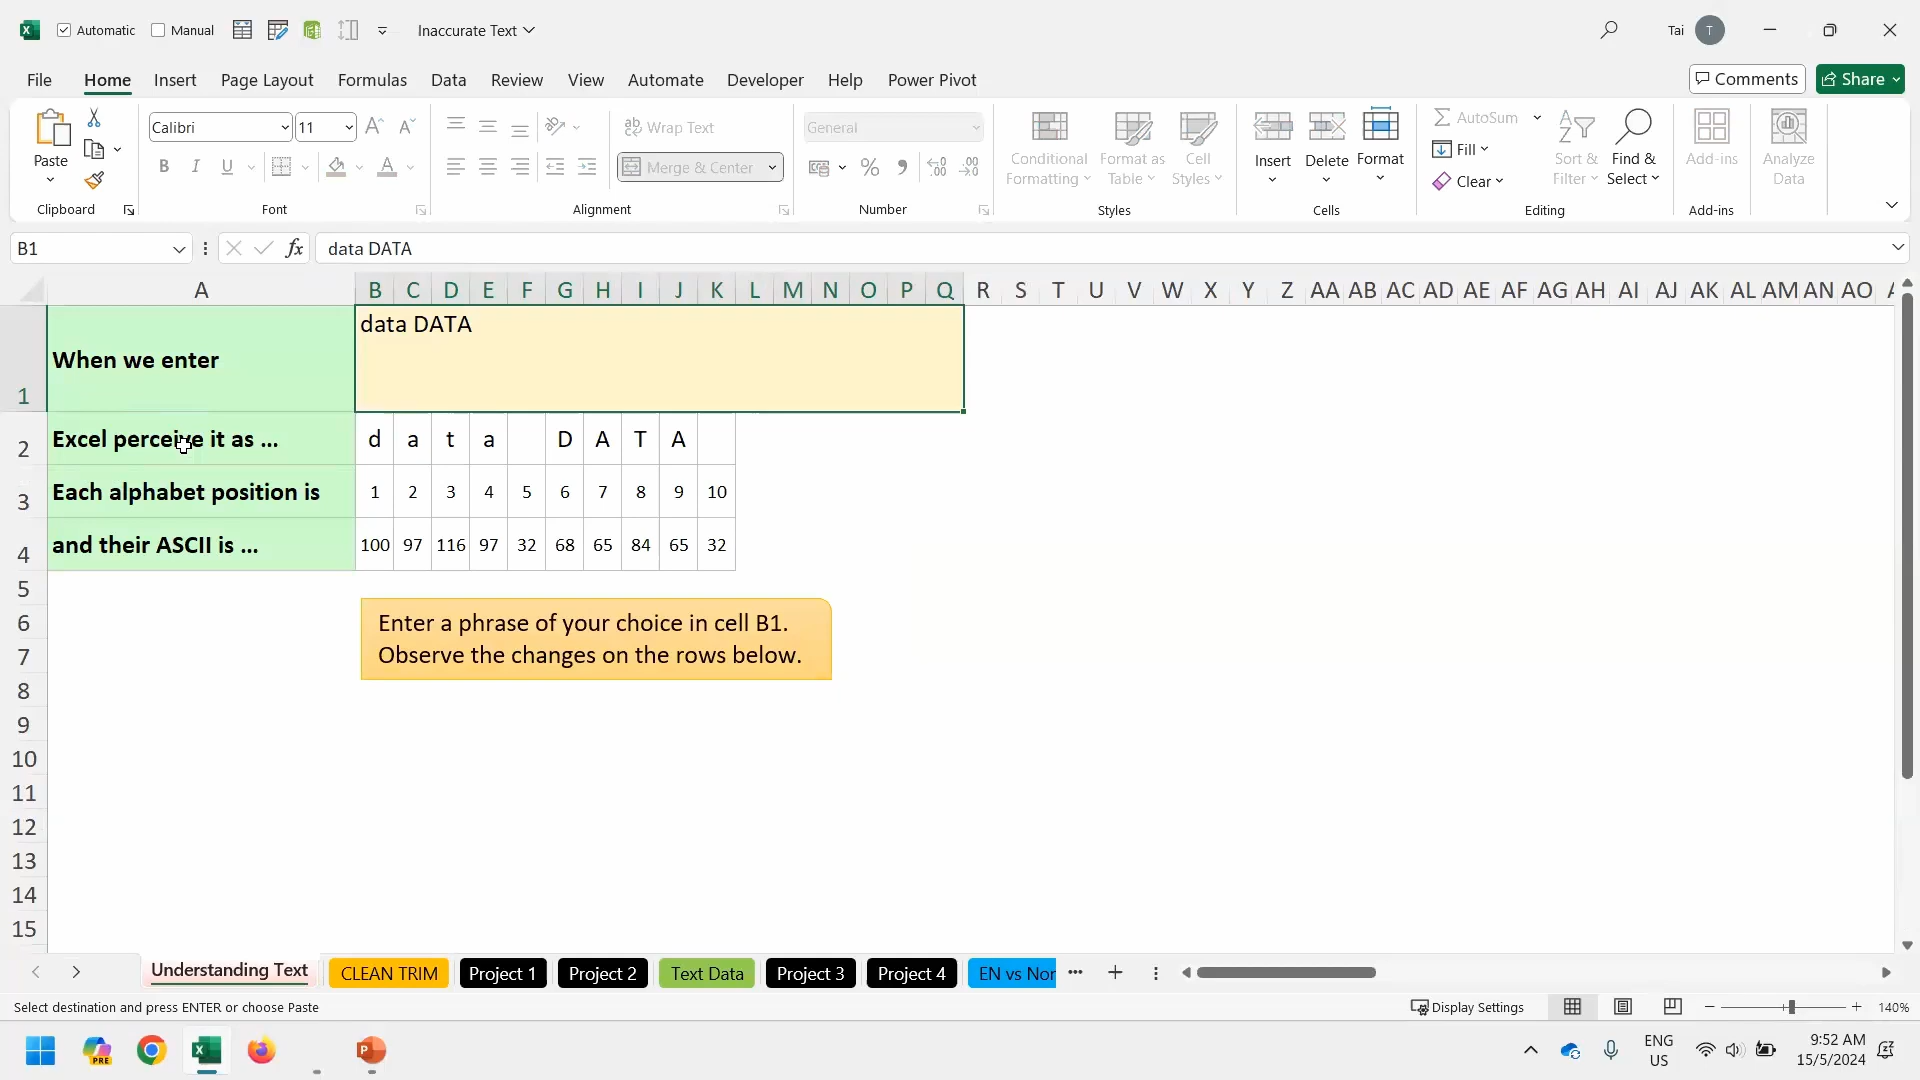 Automatic Manual Inaccurate Text Tai T
File Home Insert Page Layout Formulas Data Review View Automate Developer Help Power Pivot Comments Share
Paste
Clipboard
Calibri 11
B I U
Font
ab Wrap Text
Merge & Center
Alignment
General
Number
Conditional Formatting
Format as Table
Cell Styles
Styles
Insert Delete Format
Cells
AutoSum
Fill
Clear
Sort & Filter
Find & Select
Editing
Add-ins
Add-ins
Analyze Data
B1 fx data DATA
A B C D E F G H I J K L M N O P Q R S T U V W X Y Z AA AB AC AD AE AF AG AH AI AJ AK AL AM AN AO
1 When we enter data DATA
2 Excel perceive it as ... d a t a D A T A
3 Each alphabet position is 1 2 3 4 5 6 7 8 9 10
4 and their ASCII is ... 100 97 116 97 32 68 65 84 65 32
5
6 Enter a phrase of your choice in cell B1.
7 Observe the changes on the rows below.
8
9
10
11
12
13
14
15
Understanding Text CLEAN TRIM Project 1 Project 2 Text Data Project 3 Project 4 EN vs Nor
Select destination and press ENTER or choose Paste Display Settings 140%
PRE
ENG
US
9:52 AM
15/5/2024